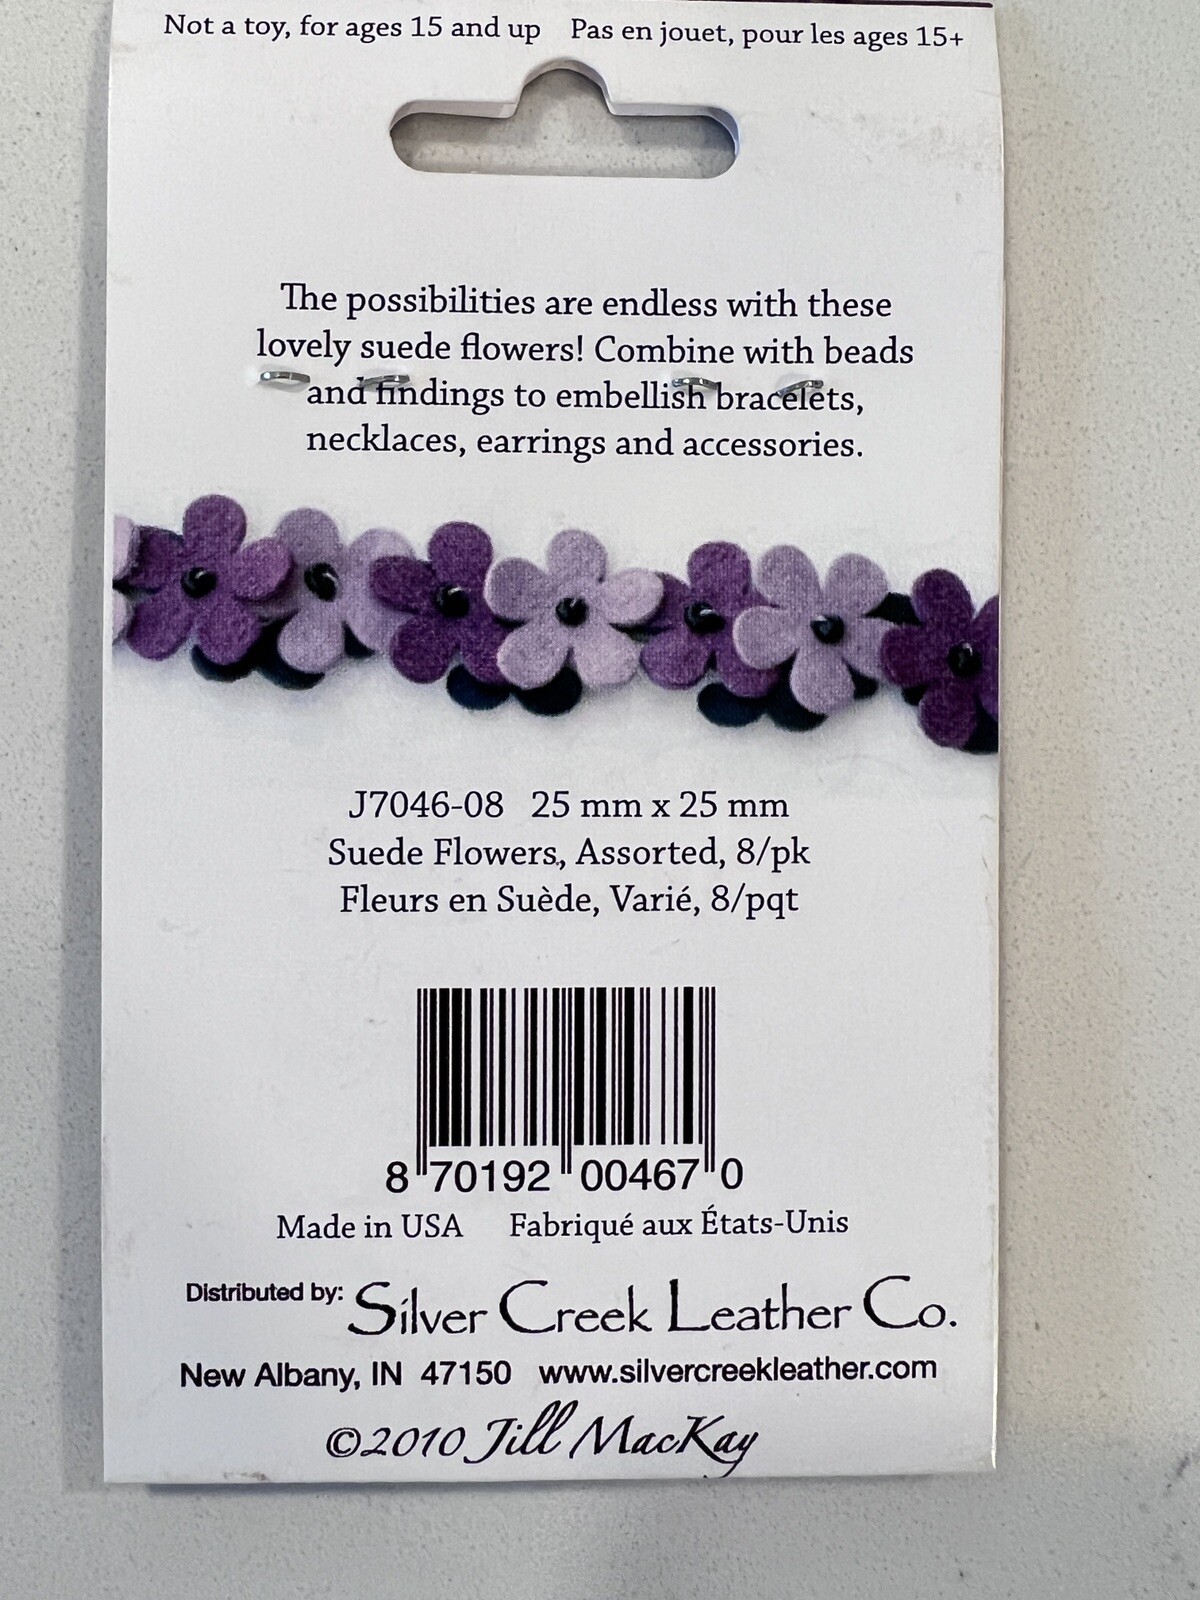 Not a toy, for ages 15 and up Pas en jouet, pour les ages 15+
The possibilities are endless with these
lovely suede flowers! Combine with beads
and findings to embellish bracelets,
necklaces, earrings and accessories.
J7046-08 25 mm x 25 mm
Suede Flowers,, Assorted, 8/pk
Fleurs en Suède, Varié, 8/pqt
8 70192 00467 0
Made in USA Fabriqué aux États-Unis
Distributed by: Silver Creek Leather Co.
New Albany, IN 47150 www.silvercreekleather.com
©2010 Jill MacKay